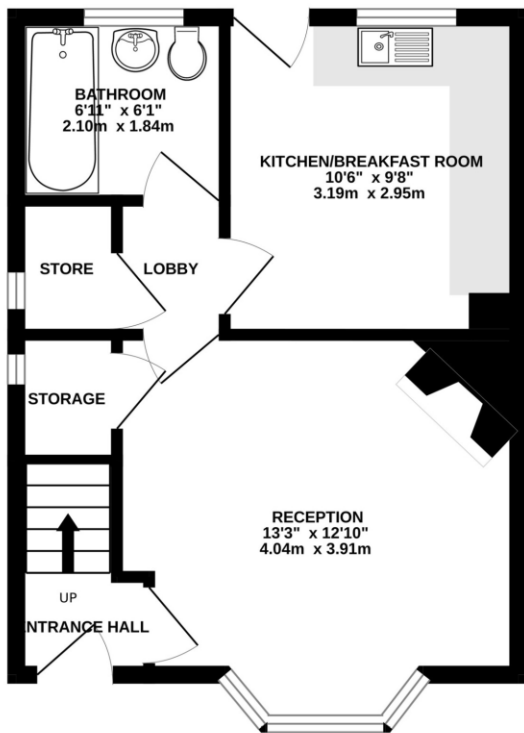 BATHROOM
6'11" x 6'1"
2.10m x 1.84m
KITCHEN/BREAKFAST ROOM
10'6" x 9'8"
3.19m x 2.95m
STORE
LOBBY
STORAGE
RECEPTION
13'3" x 12'10"
4.04m x 3.91m
UP
ENTRANCE HALL